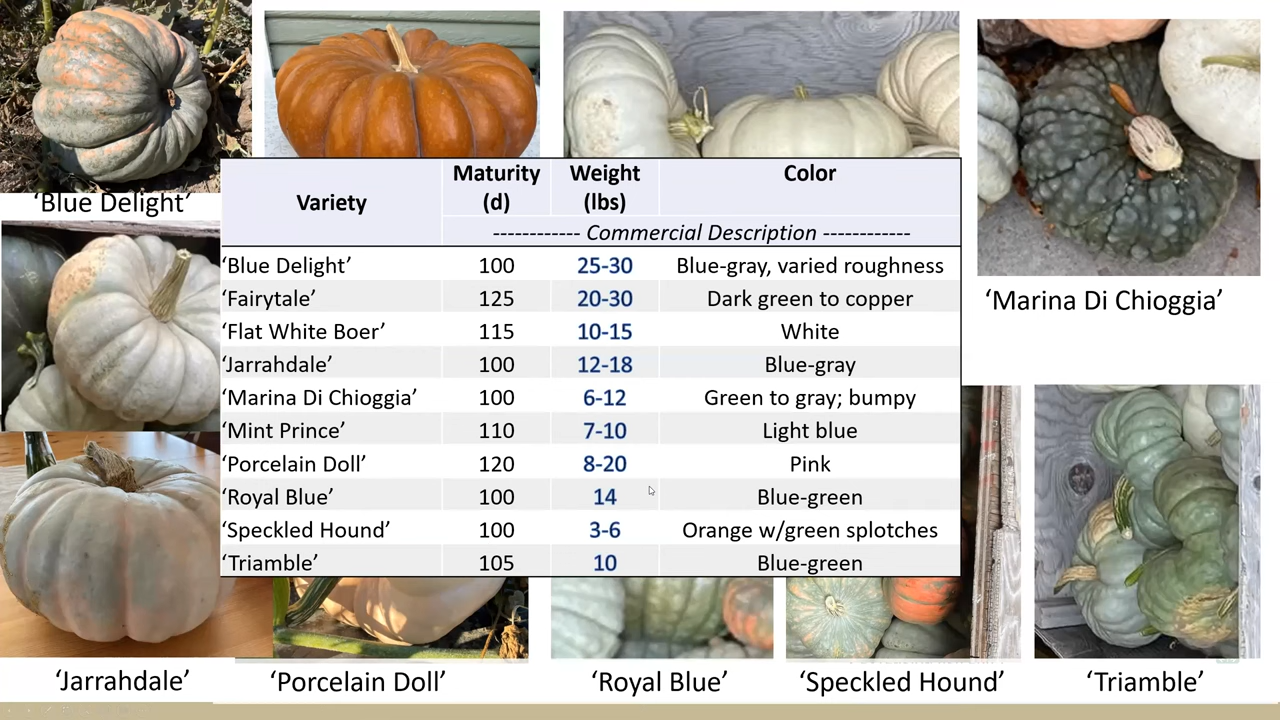 ‘Blue Delight’
Variety Maturity (d) Weight (lbs) Color
------------ Commercial Description ------------
‘Blue Delight’ 100 25-30 Blue-gray, varied roughness
‘Fairytale’ 125 20-30 Dark green to copper
‘Flat White Boer’ 115 10-15 White
‘Jarrahdale’ 100 12-18 Blue-gray
‘Marina Di Chioggia’ 100 6-12 Green to gray; bumpy
‘Mint Prince’ 110 7-10 Light blue
‘Porcelain Doll’ 120 8-20 Pink
‘Royal Blue’ 100 14 Blue-green
‘Speckled Hound’ 100 3-6 Orange w/green splotches
‘Triamble’ 105 10 Blue-green
‘Marina Di Chioggia’
‘Jarrahdale’
‘Porcelain Doll’
‘Royal Blue’
‘Speckled Hound’
‘Triamble’